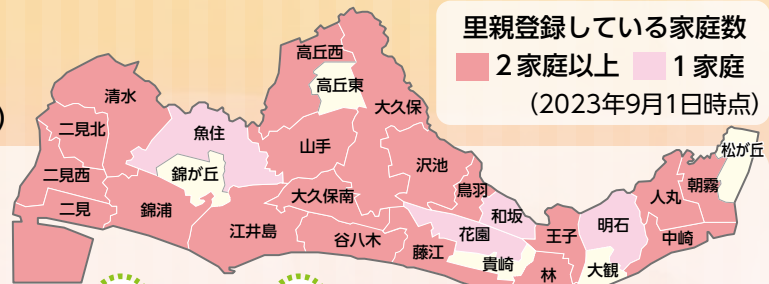 里親登録している家庭数
2家庭以上 1家庭
(2023年9月1日時点)
)
高丘西
高丘東
清水
大久保
二見北
魚住
山手
松が丘
錦が丘
沢池
朝霧
二見西
鳥羽
人丸
大久保南
二見
錦浦
和坂
明石
江井島
花園
王子
中崎
谷八木
藤江
貴崎
林
大観